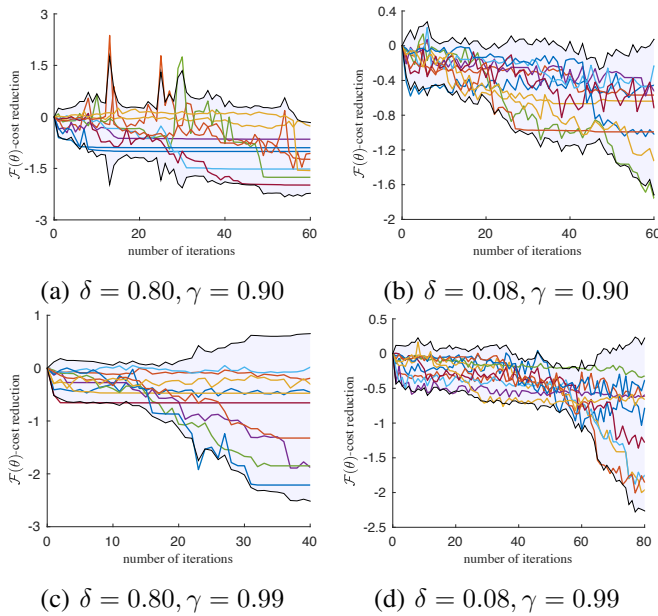 3
1.5
0
-1.5
-3
0 20 40 60
number of iterations
F(θ)-cost reduction
(a) δ = 0.80, γ = 0.90
0.4
0
-0.4
-0.8
-1.2
-1.6
-2
0 10 20 30 40 50 60
number of iterations
F(θ)-cost reduction
(b) δ = 0.08, γ = 0.90
1
0
-1
-2
-3
0 10 20 30 40
number of iterations
F(θ)-cost reduction
(c) δ = 0.80, γ = 0.99
0.5
0
-0.5
-1
-1.5
-2
-2.5
0 20 40 60 80
number of iterations
F(θ)-cost reduction
(d) δ = 0.08, γ = 0.99